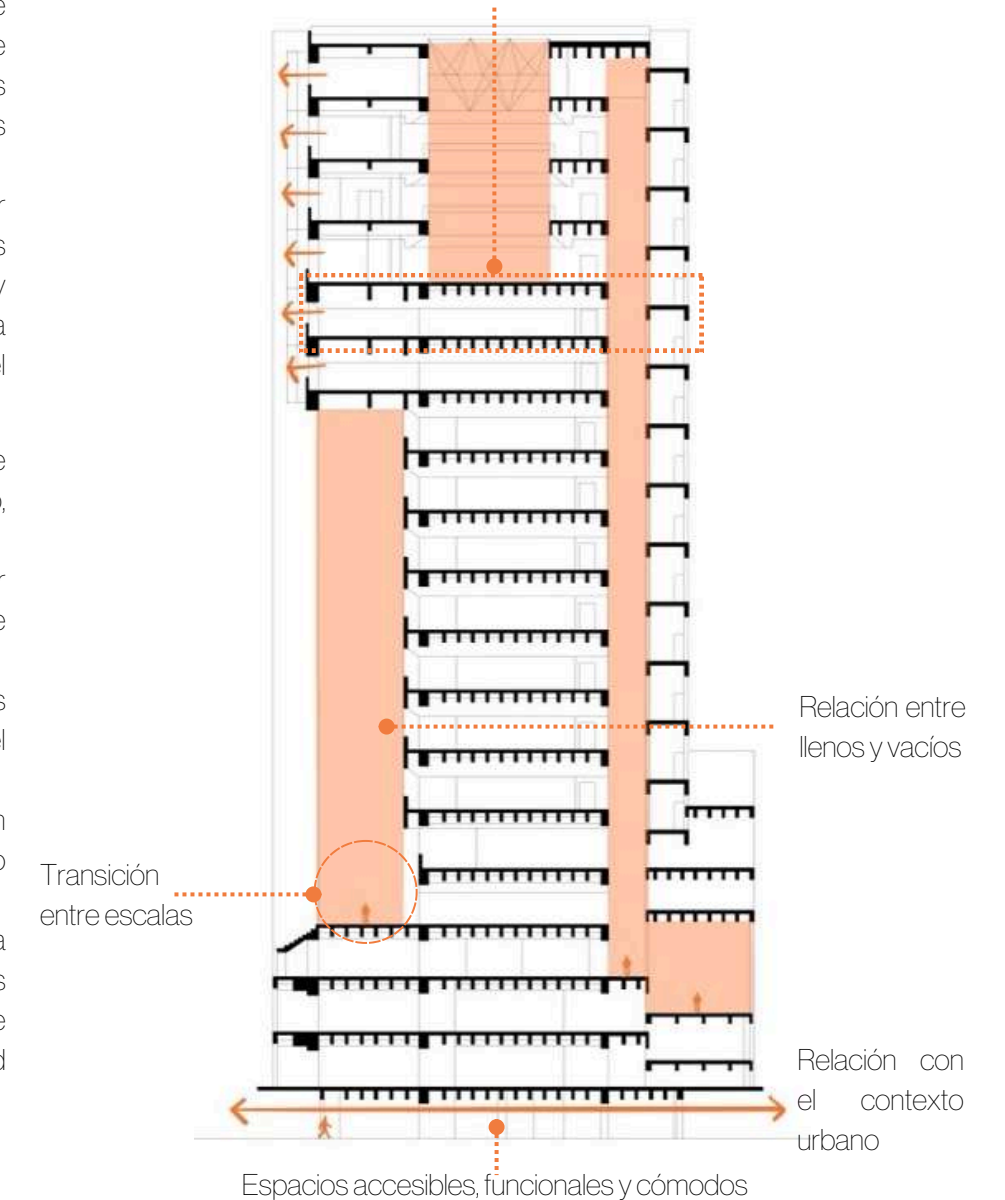 Relación entre
llenos y vacíos
Transición
entre escalas
Relación con
el contexto
urbano
Espacios accesibles, funcionales y cómodos